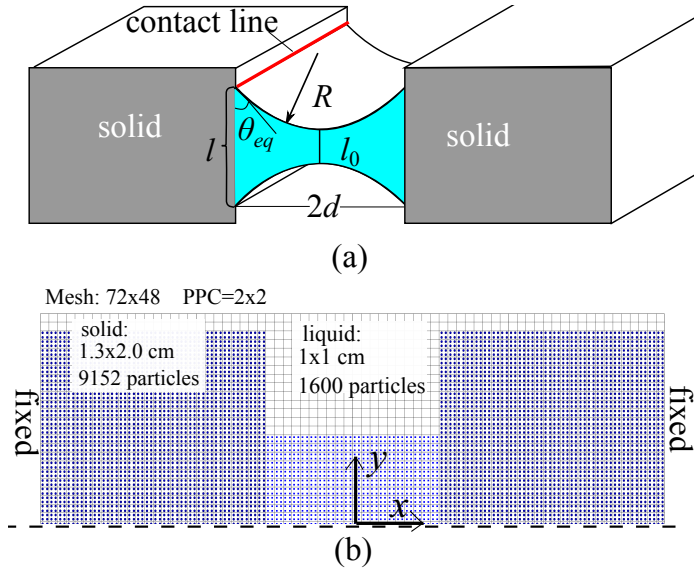 contact line
solid
R
θeq
l
l0
solid
2d
(a)
Mesh: 72x48 PPC=2x2
solid:
1.3x2.0 cm
9152 particles
liquid:
1x1 cm
1600 particles
fixed
fixed
y
x
(b)